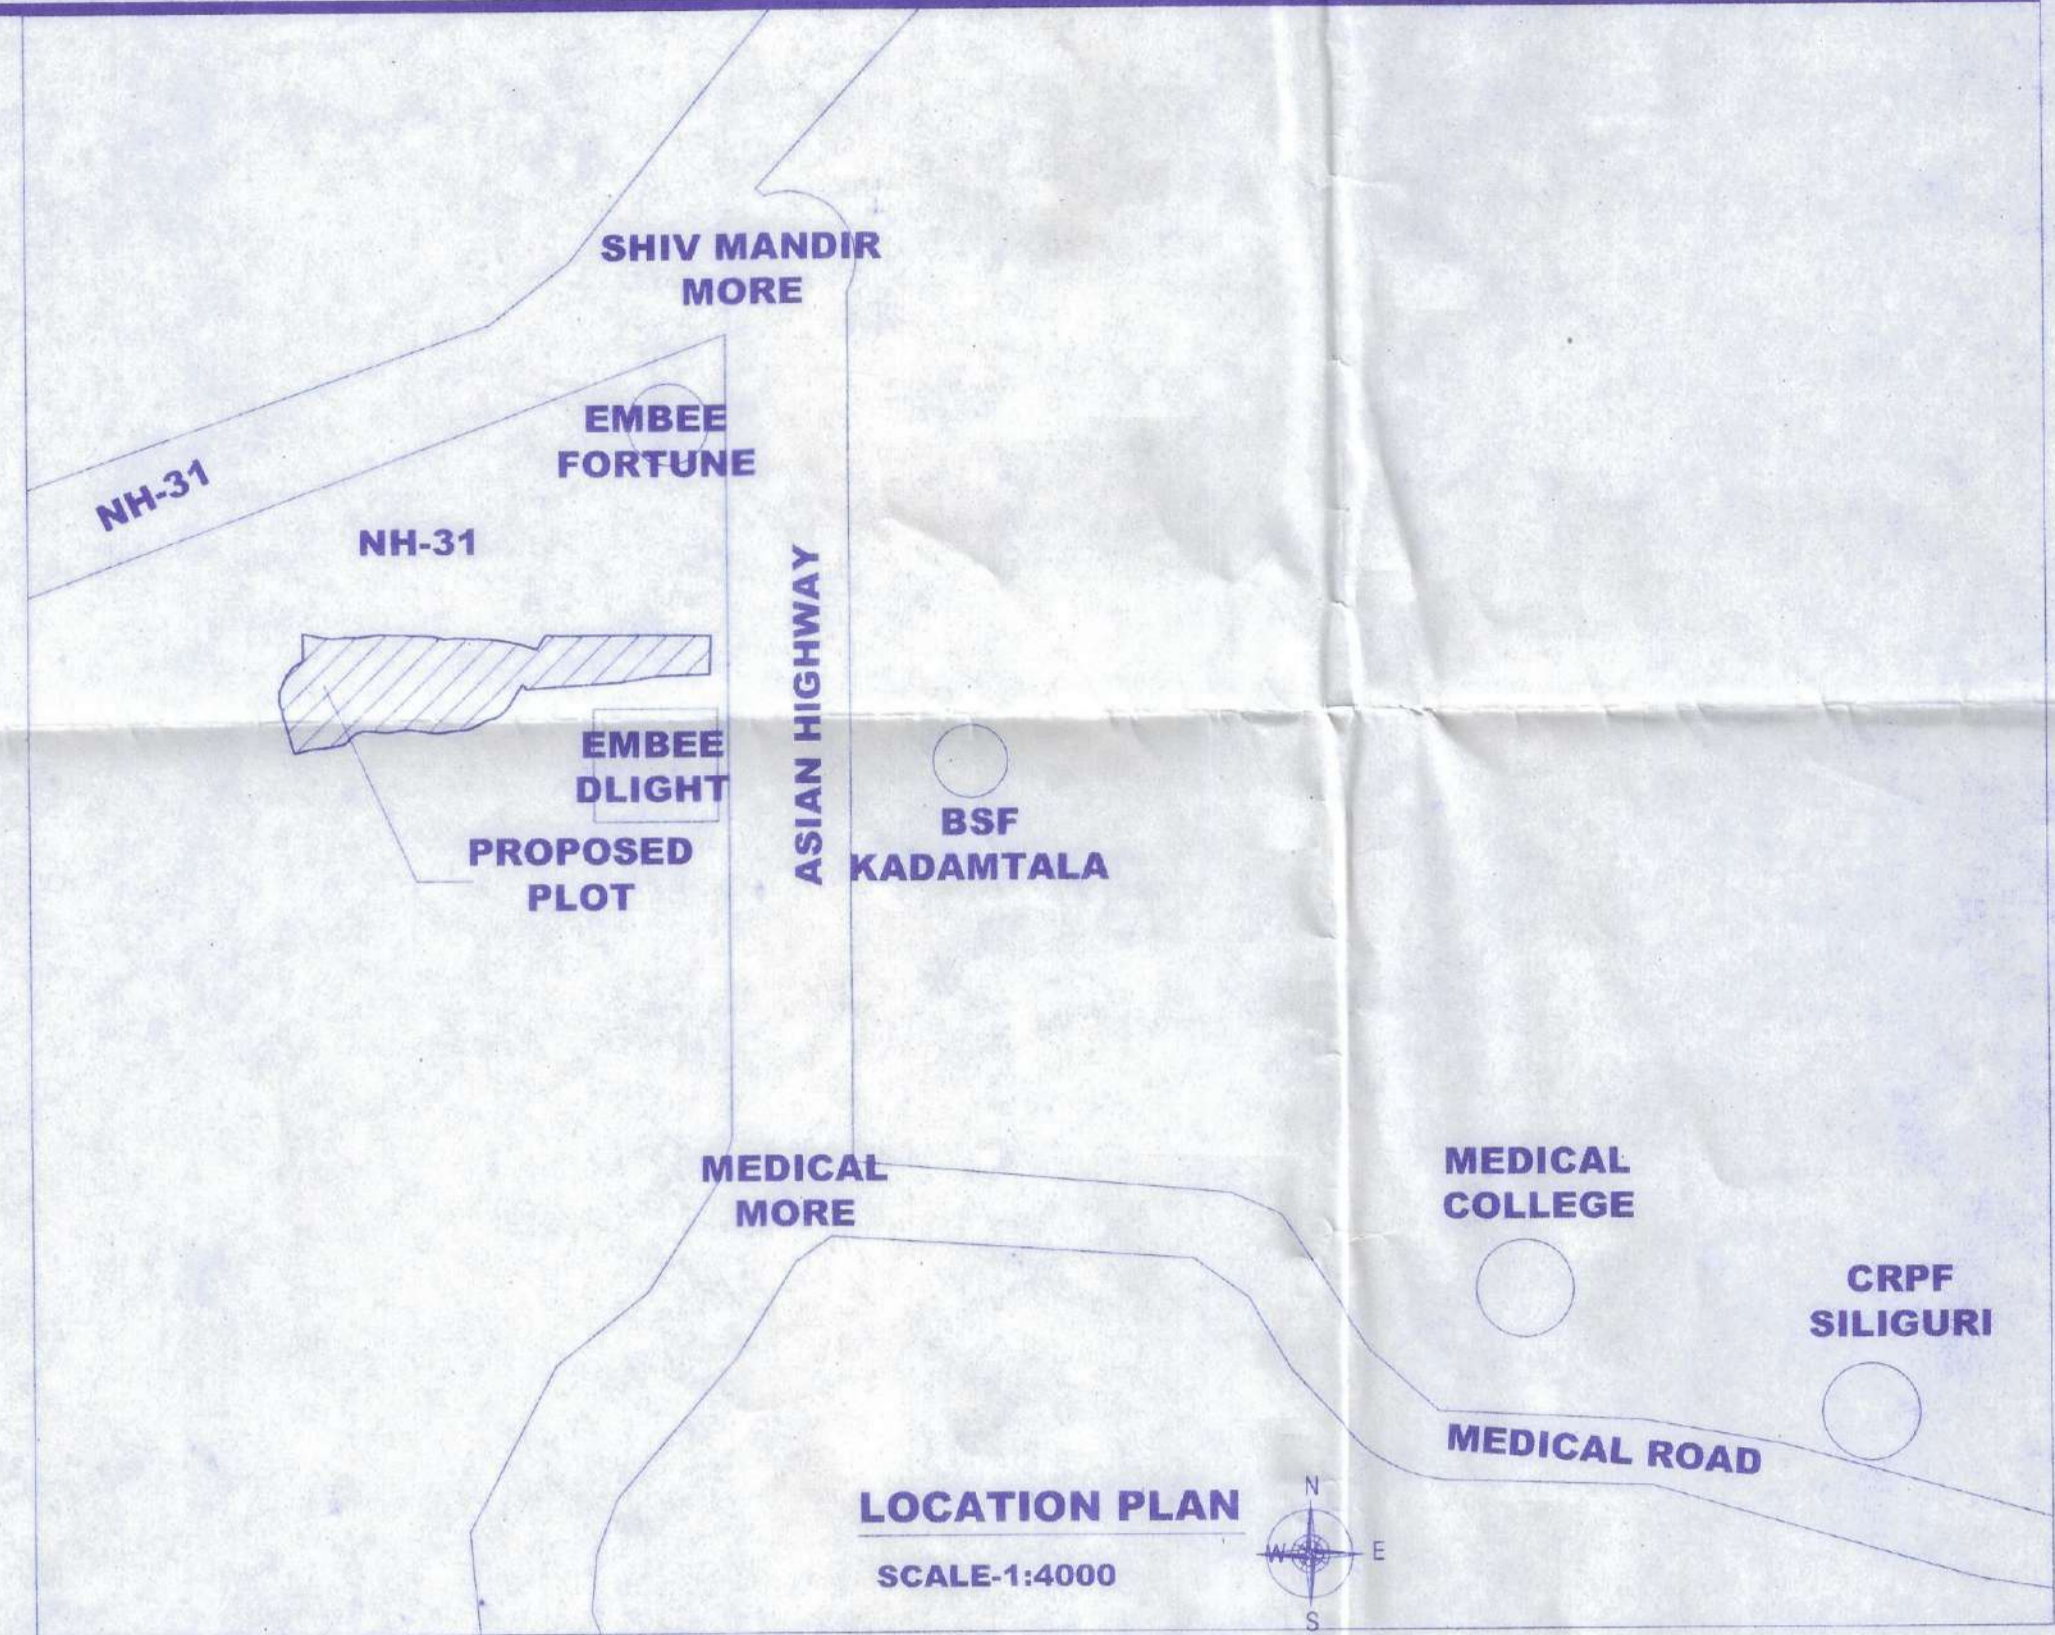 SHIV MANDIR
MORE
EMBEE
FORTUNE
NH-31
NH-31
ASIAN HIGHWAY
EMBEE
DLIGHT
PROPOSED
PLOT
BSF
KADAMTALA
MEDICAL
MORE
MEDICAL
COLLEGE
CRPF
SILIGURI
MEDICAL ROAD
LOCATION PLAN
SCALE-1:4000
N
W
E
S